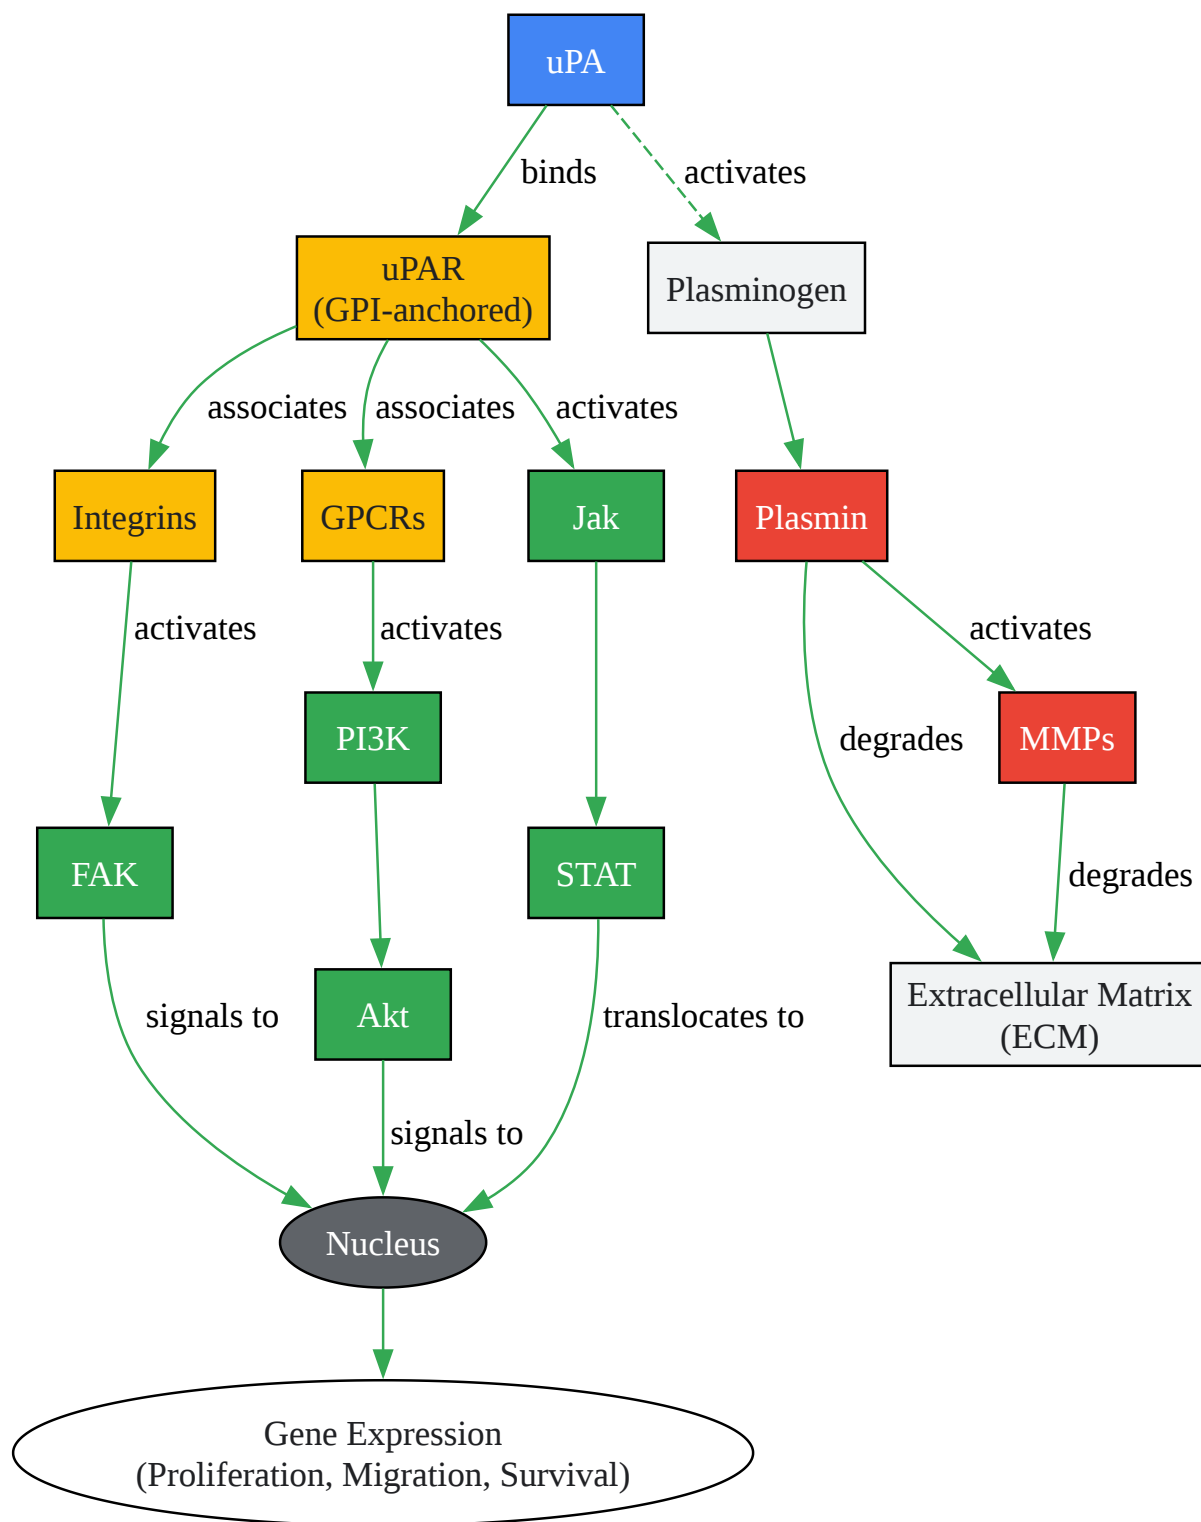 uPA
binds
activates
uPAR
(GPI-anchored)
Plasminogen
associates
associates
activates
Integrins
GPCRs
Jak
Plasmin
activates
activates
activates
PI3K
degrades
MMPs
FAK
STAT
degrades
signals to
Akt
translocates to
Extracellular Matrix
(ECM)
signals to
Nucleus
Gene Expression
(Proliferation, Migration, Survival)